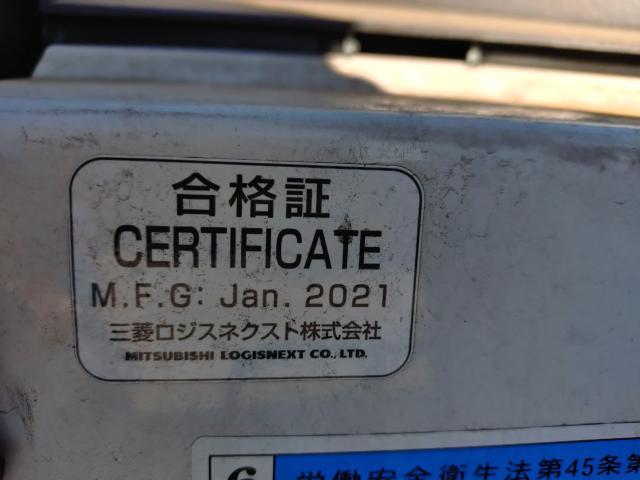 合格証
CERTIFICATE
M.F.G: Jan. 2021
三菱ロジスネクスト株式会社
MITSUBISHI LOGISNEXT CO., LTD.
6 労働安全衛生法第45条第